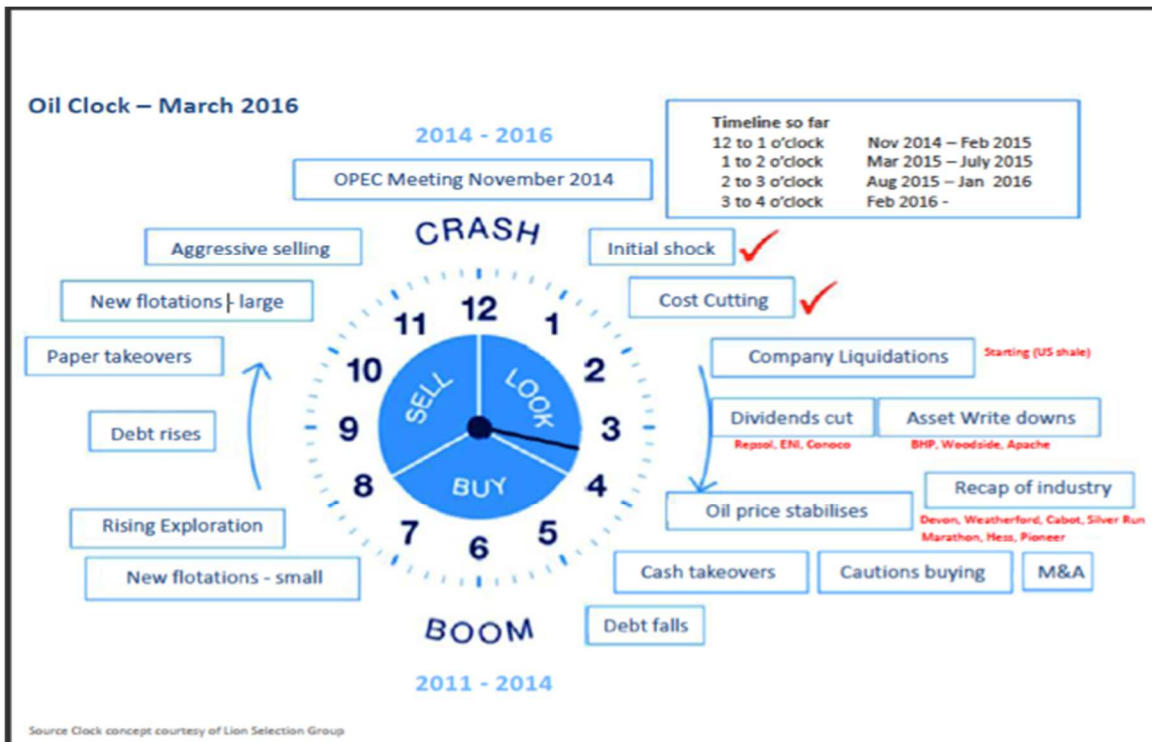 Oil Clock – March 2016
2014 - 2016
OPEC Meeting November 2014
Timeline so far
12 to 1 o'clock Nov 2014 – Feb 2015
1 to 2 o'clock Mar 2015 – July 2015
2 to 3 o'clock Aug 2015 – Jan 2016
3 to 4 o'clock Feb 2016 -
CRASH
Aggressive selling
Initial shock
New flotations - large
Cost Cutting
Paper takeovers
Company Liquidations
Starting (US shale)
Debt rises
Dividends cut
Asset Write downs
Repsol, ENI, Conoco
BHP, Woodside, Apache
Recap of industry
Oil price stabilises
Devon, Weatherford, Cabot, Silver Run
Marathon, Hess, Pioneer
Rising Exploration
New flotations - small
Cash takeovers
Cautions buying
M&A
Debt falls
12
1
2
3
4
5
6
7
8
9
10
11
SELL
LOOK
BUY
BOOM
2011 - 2014
Source Clock concept courtesy of Lion Selection Group